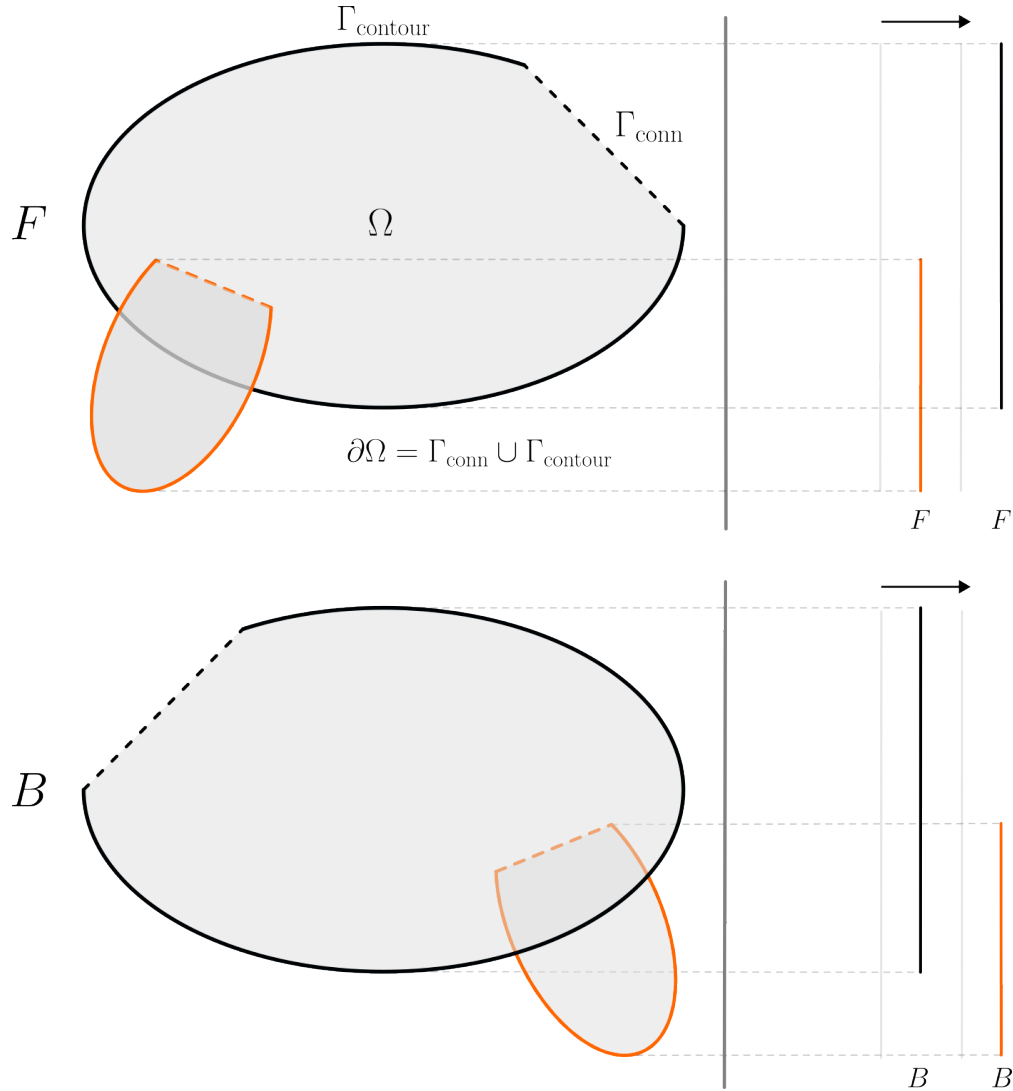 Γ_contour
Γ_conn
F
Ω
∂Ω = Γ_conn ∪ Γ_contour
F F
B
B B